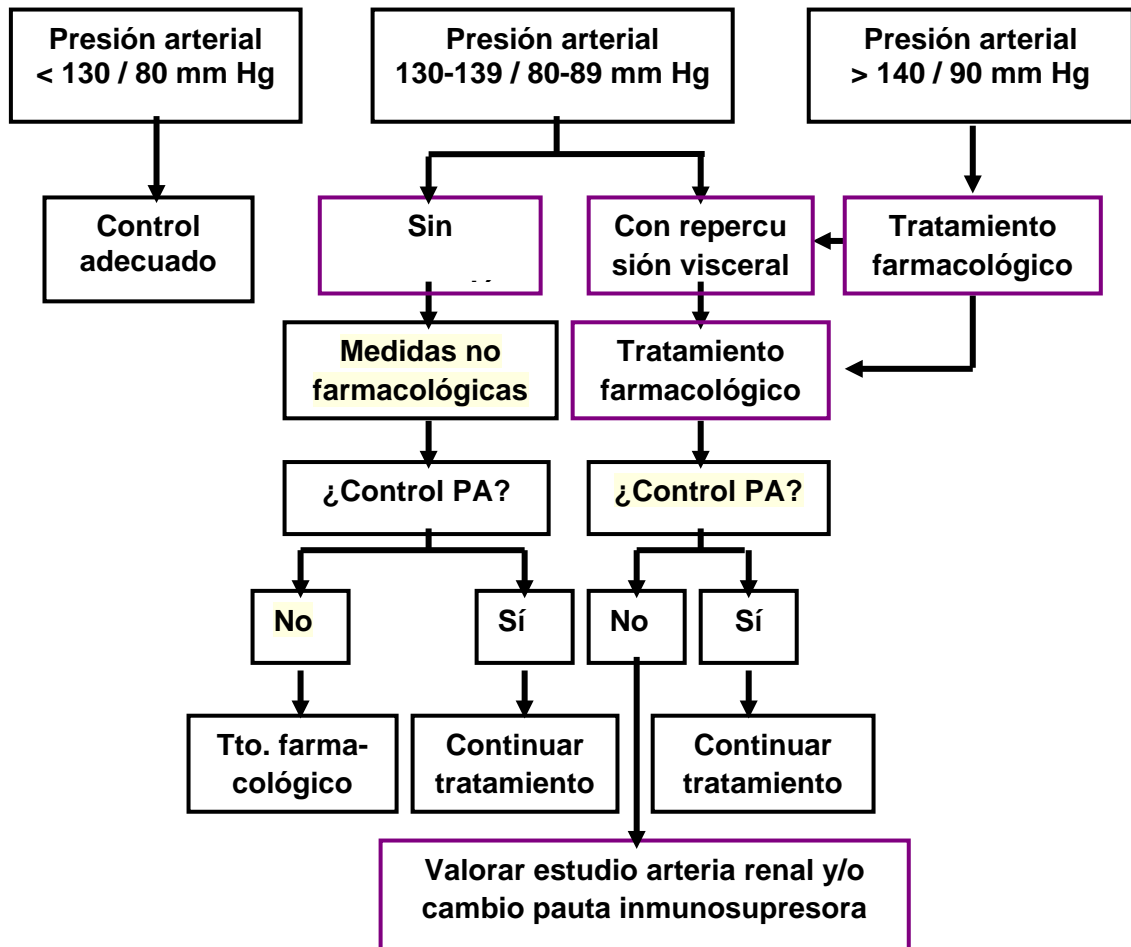 Presión arterial
< 130 / 80 mm Hg
Presión arterial
130-139 / 80-89 mm Hg
Presión arterial
> 140 / 90 mm Hg
Control
adecuado
Sin
Con repercu
sión visceral
Tratamiento
farmacológico
Medidas no
farmacológicas
Tratamiento
farmacológico
¿Control PA?
¿Control PA?
No
Sí
No
Sí
Tto. farma-
cológico
Continuar
tratamiento
Continuar
tratamiento
Valorar estudio arteria renal y/o
cambio pauta inmunosupresora